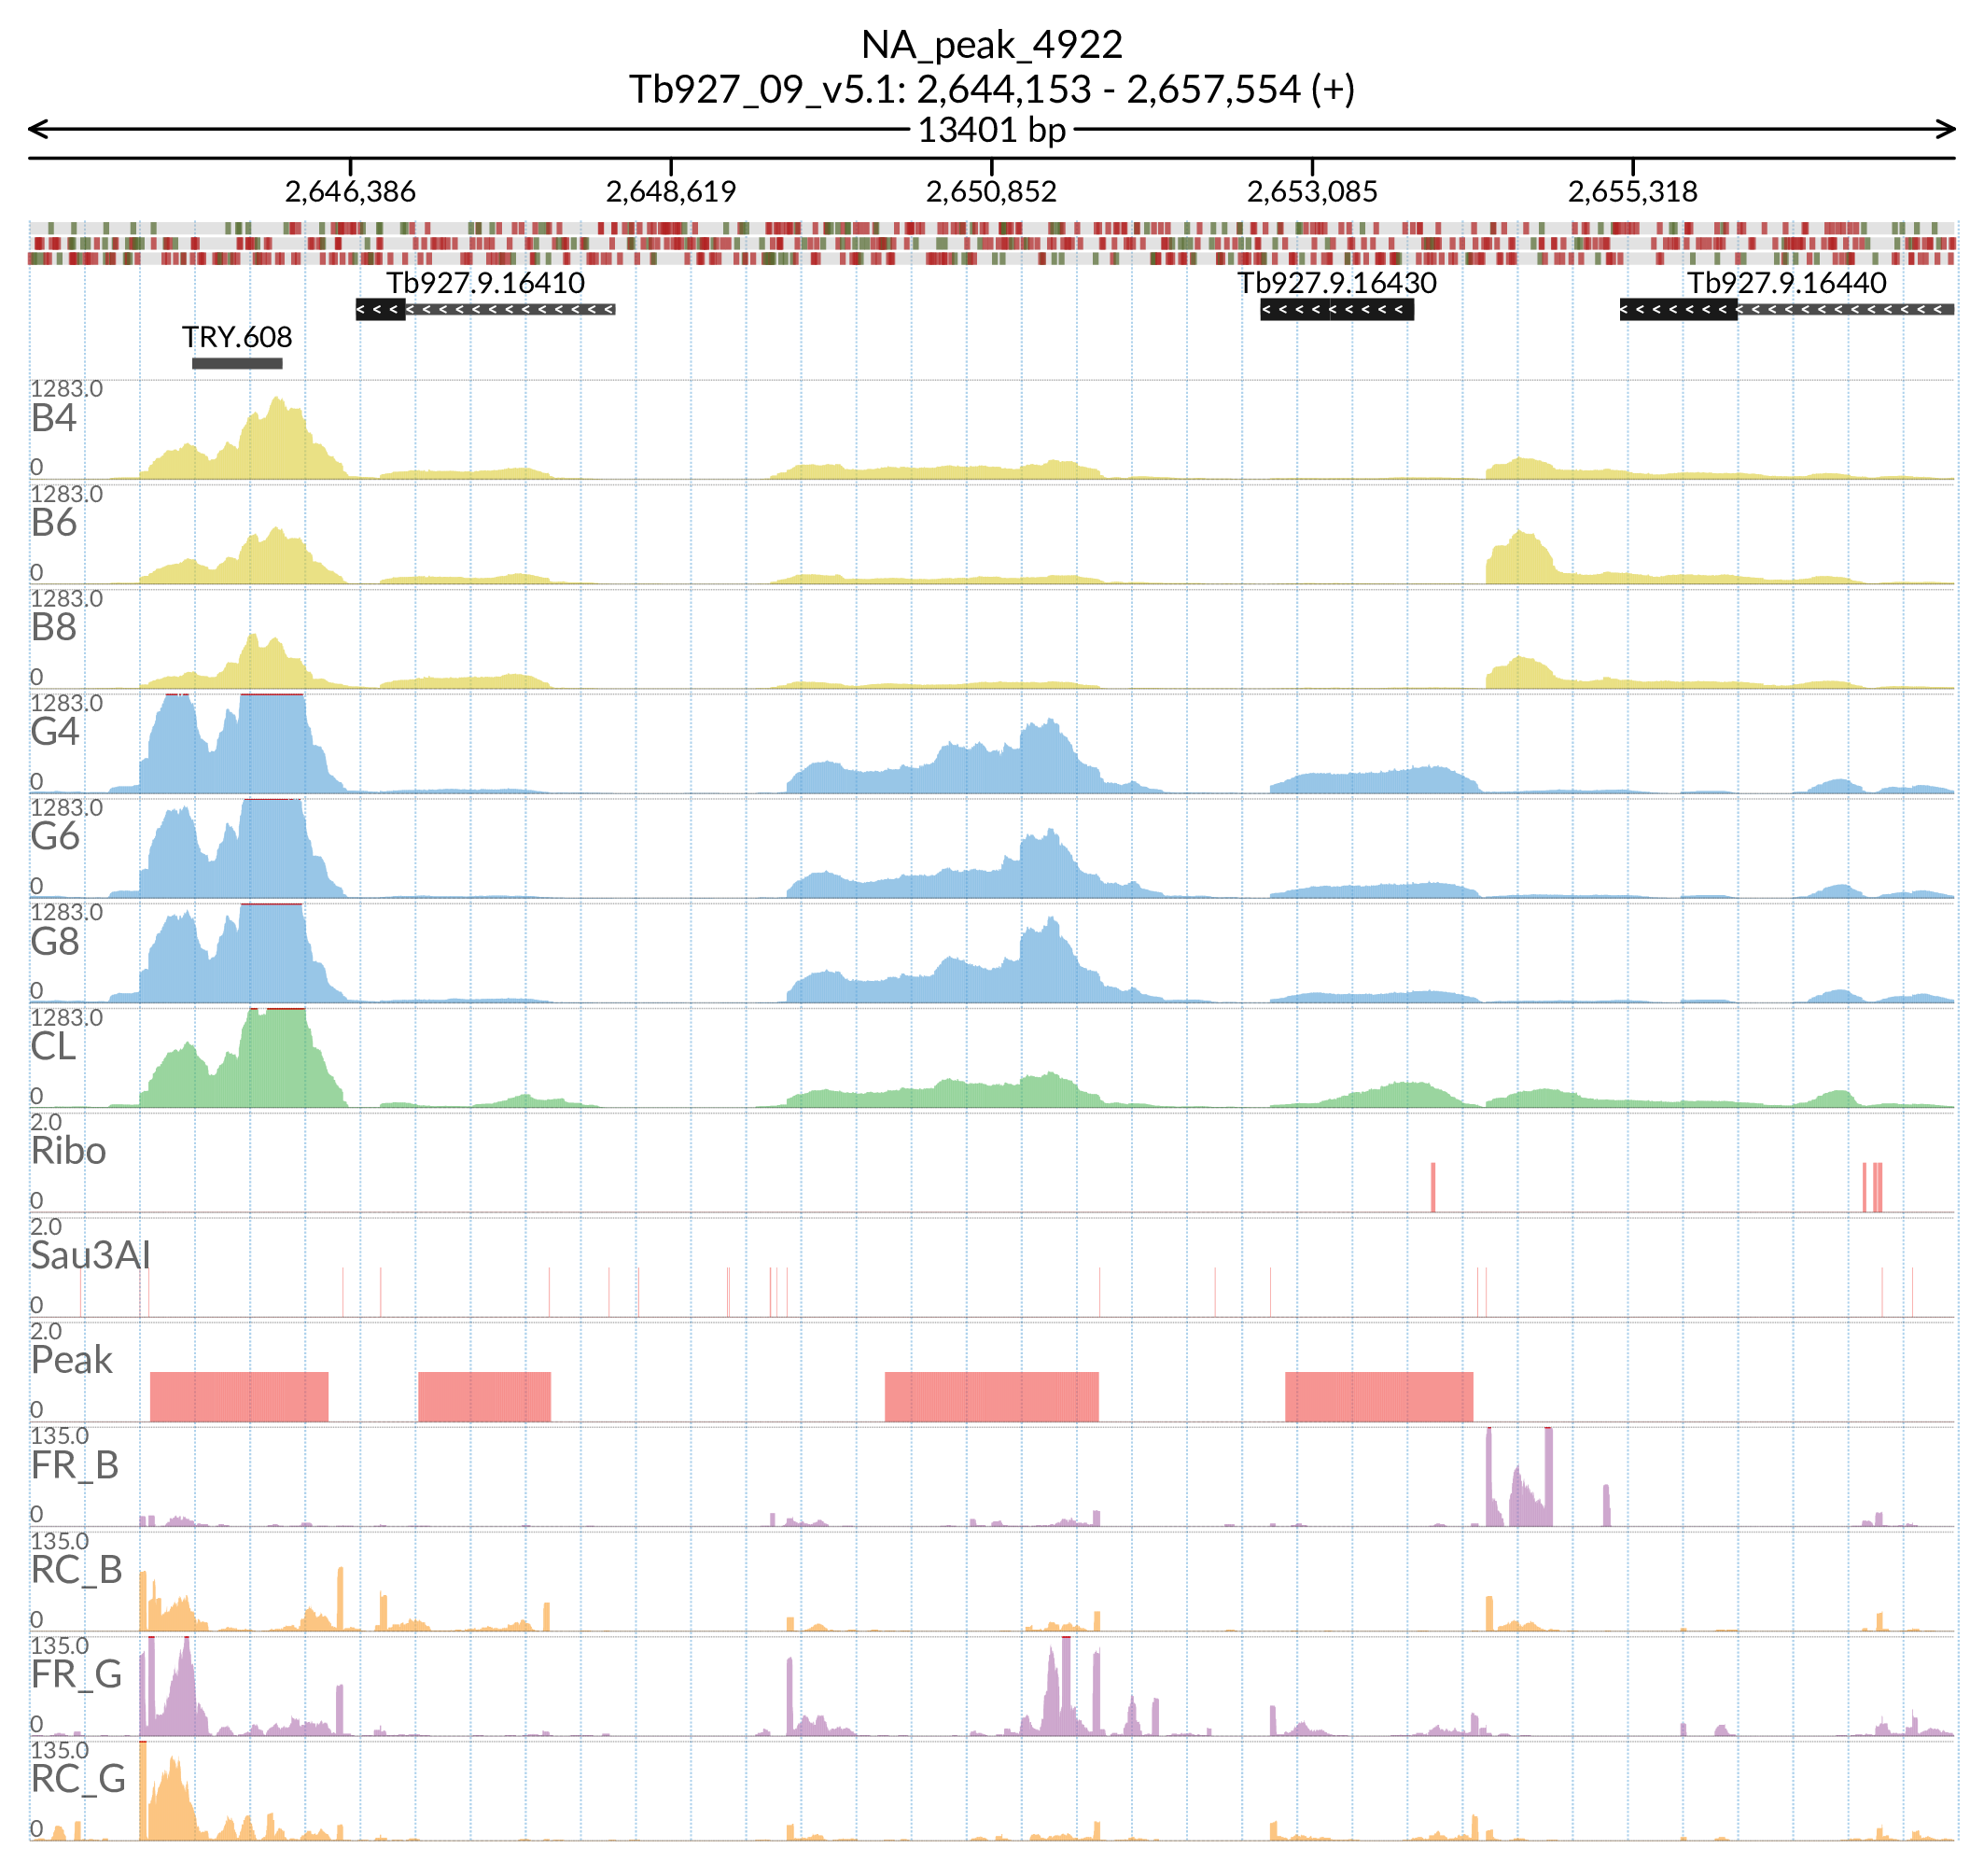 NA_peak_4922
Tb927_09_v5.1: 2,644,153 - 2,657,554 (+)
13401 bp
2,646,386 2,648,619 2,650,852 2,653,085 2,655,318
Tb927.9.16410 Tb927.9.16430 Tb927.9.16440
TRY.608
1283.0
B4
0
1283.0
B6
0
1283.0
B8
0
1283.0
G4
0
1283.0
G6
0
1283.0
G8
0
1283.0
CL
0
2.0
Ribo
0
2.0
Sau3AI
0
2.0
Peak
0
135.0
FR_B
0
135.0
RC_B
0
135.0
FR_G
0
135.0
RC_G
0